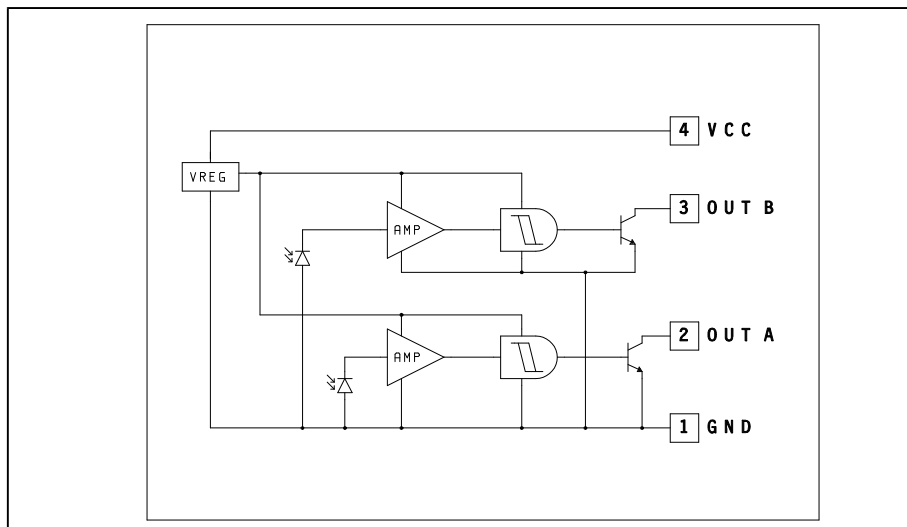 4 VCC
VREG
3 OUT B
AMP
2 OUT A
AMP
1 GND